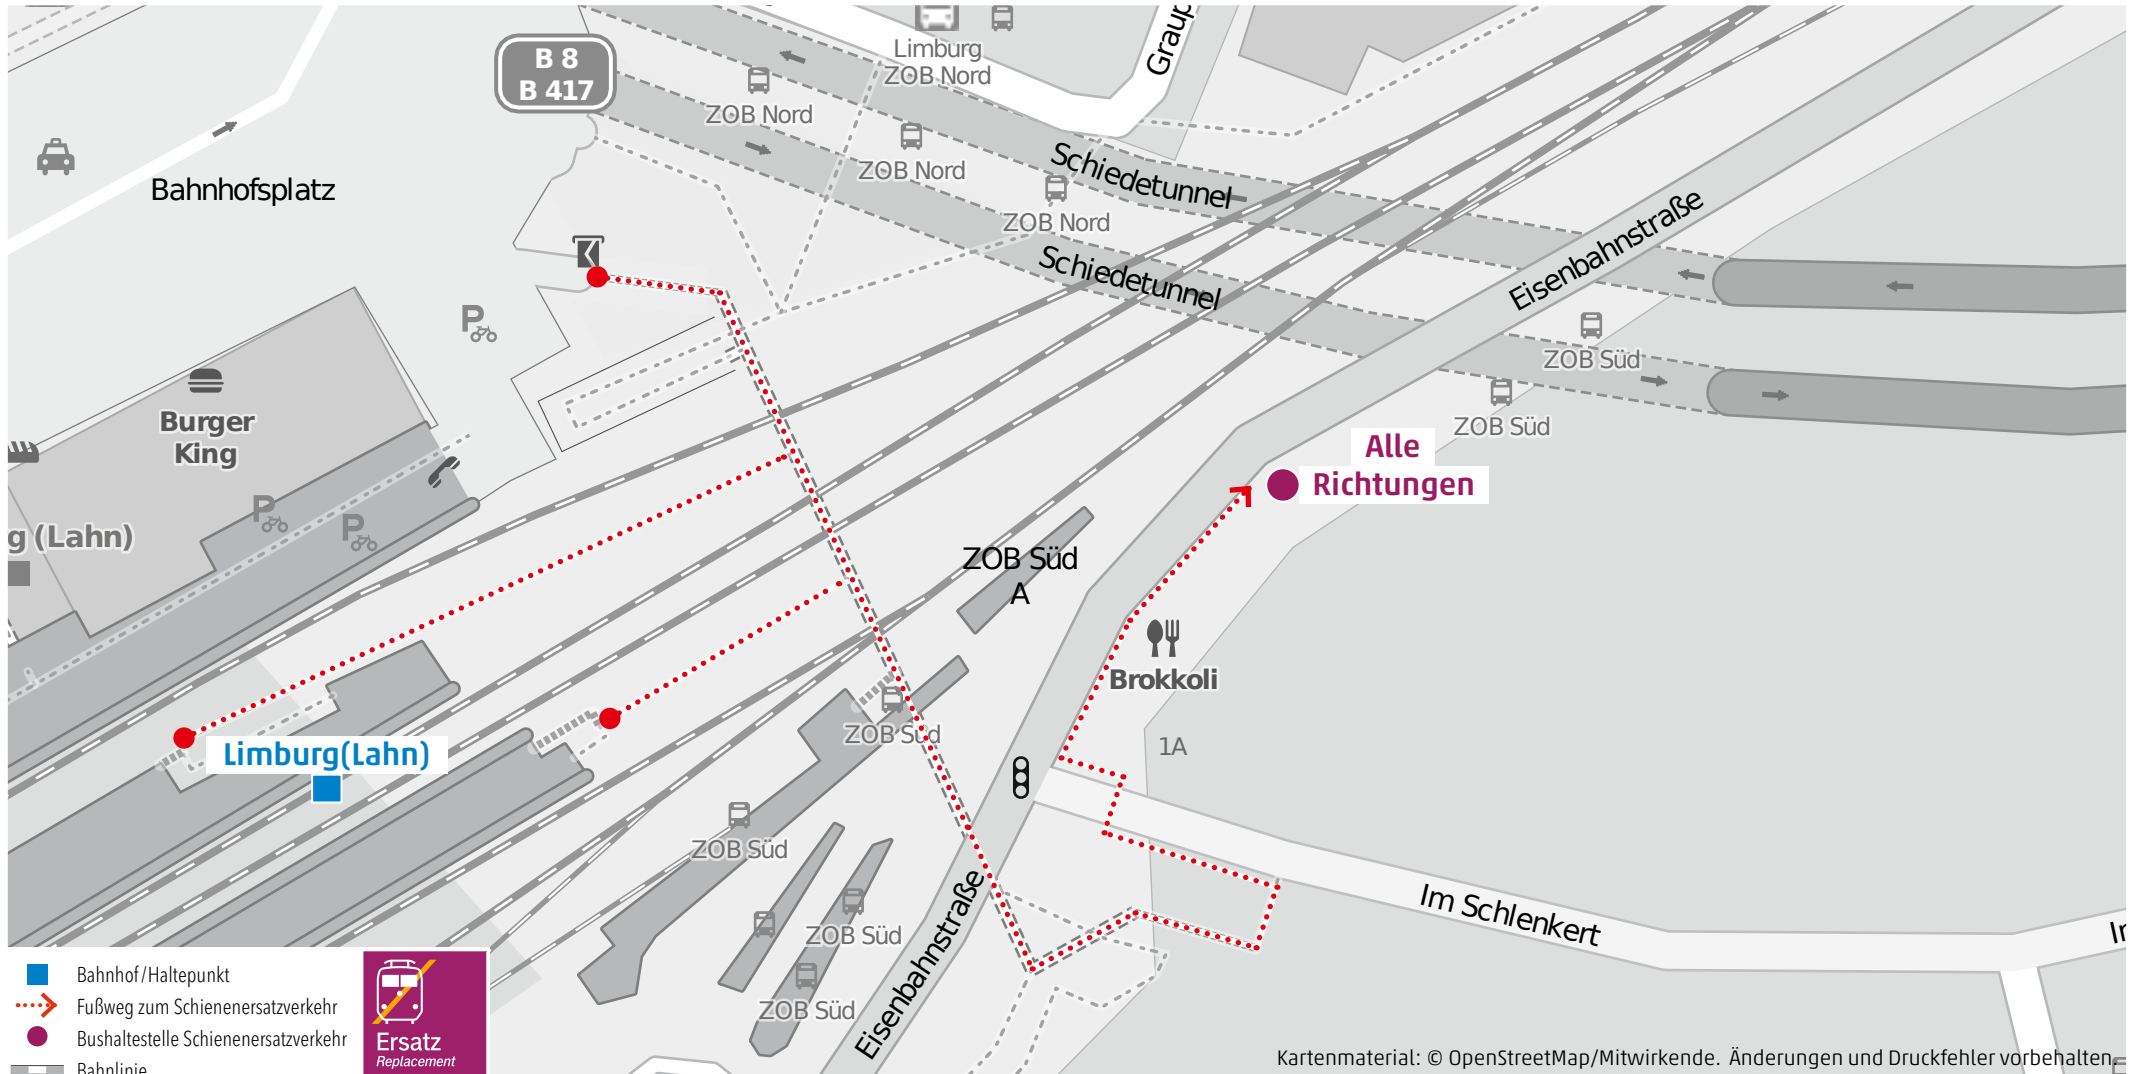 B 8
B 417
Limburg
ZOB Nord
Graup
ZOB Nord
ZOB Nord
ZOB Nord
Bahnhofsplatz
Schiedetunnel
Schiedetunnel
Eisenbahnstraße
P
ZOB Süd
ZOB Süd
Burger
King
Alle
Richtungen
P
P
g (Lahn)
ZOB Süd
A
Brokkoli
1A
Limburg(Lahn)
ZOB Süd
ZOB Süd
ZOB Süd
ZOB Süd
Eisenbahnstraße
Im Schlenkert
Ir
Bahnhof/Haltepunkt
Fußweg zum Schienenersatzverkehr
Bushaltestelle Schienenersatzverkehr
Bahnlinie
Ersatz
Replacement
Kartenmaterial: © OpenStreetMap/Mitwirkende. Änderungen und Druckfehler vorbehalten.